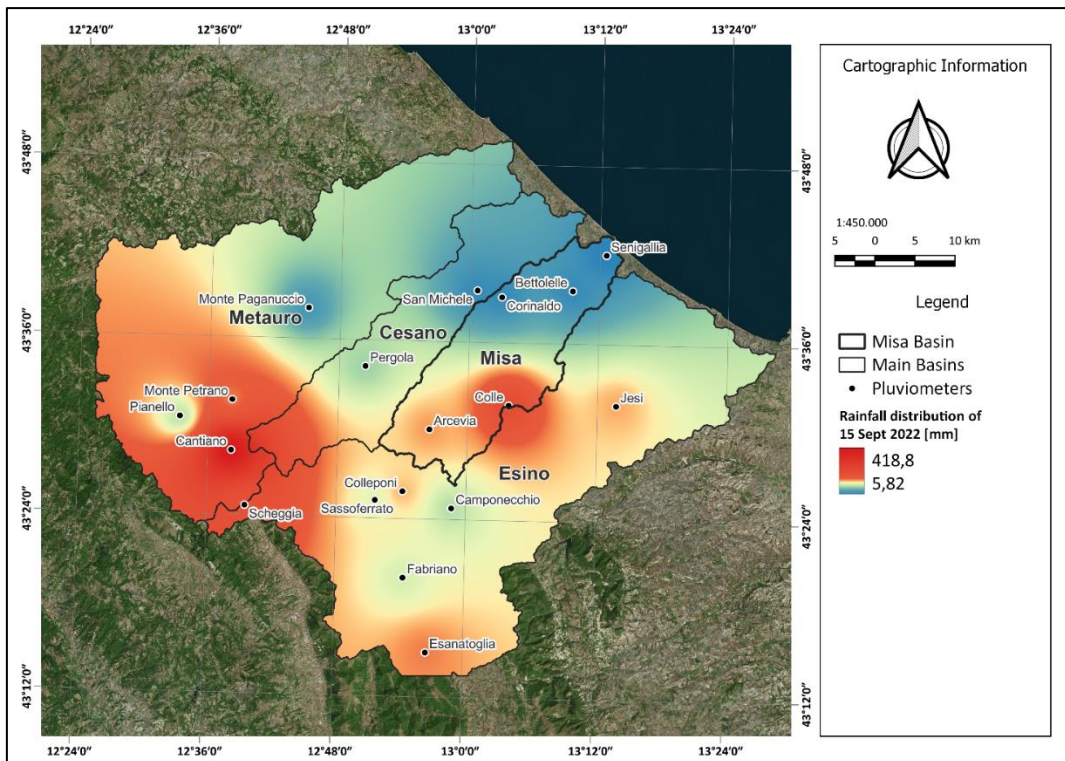 12°24′0″ 12°36′0″ 12°48′0″ 13°0′0″ 13°12′0″ 13°24′0″
43°48′0″
43°48′0″
Senigallia
Bettolelle
San Michele
Corinaldo
Monte Paganuccio
Metauro
Cesano
43°36′0″
43°36′0″
Misa
Pergola
Monte Petrano
Pianello
Colle
Jesi
Arcevia
Cantiano
Esino
Colleponi
Camponecchio
Sassoferrato
43°24′0″
Scheggia
43°24′0″
Fabriano
Esanatoglia
43°12′0″
43°12′0″
12°24′0″ 12°36′0″ 12°48′0″ 13°0′0″ 13°12′0″ 13°24′0″
Cartographic Information
1:450.000
5 0 5 10 km
Legend
Misa Basin
Main Basins
Pluviometers
Rainfall distribution of
15 Sept 2022 [mm]
418,8
5,82